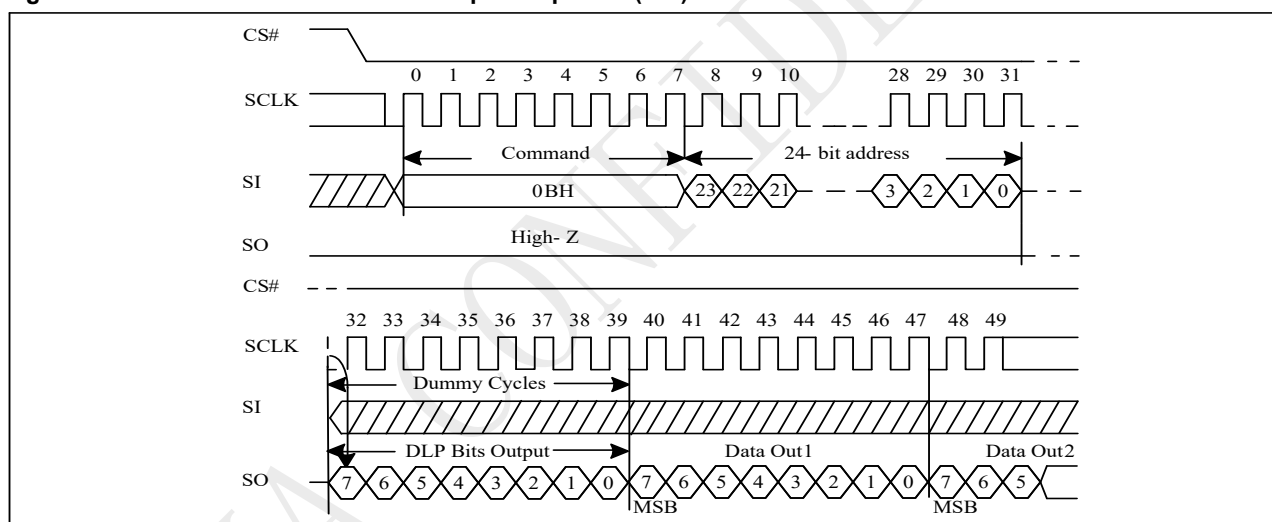 CS#
0 1 2 3 4 5 6 7 8 9 10 28 29 30 31
SCLK
Command 24- bit address
SI 0BH 23 22 21 3 2 1 0
High- Z
SO
CS#
32 33 34 35 36 37 38 39 40 41 42 43 44 45 46 47 48 49
SCLK
Dummy Cycles
SI
DLP Bits Output Data Out1 Data Out2
SO 7 6 5 4 3 2 1 0 7 6 5 4 3 2 1 0 7 6 5
MSB MSB